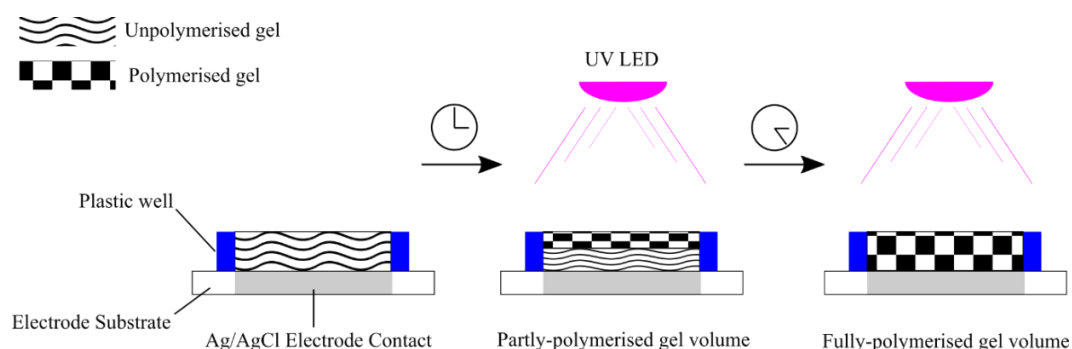 Unpolymerised gel
Polymerised gel
UV LED
Plastic well
Electrode Substrate
Ag/AgCl Electrode Contact
Partly-polymerised gel volume
Fully-polymerised gel volume